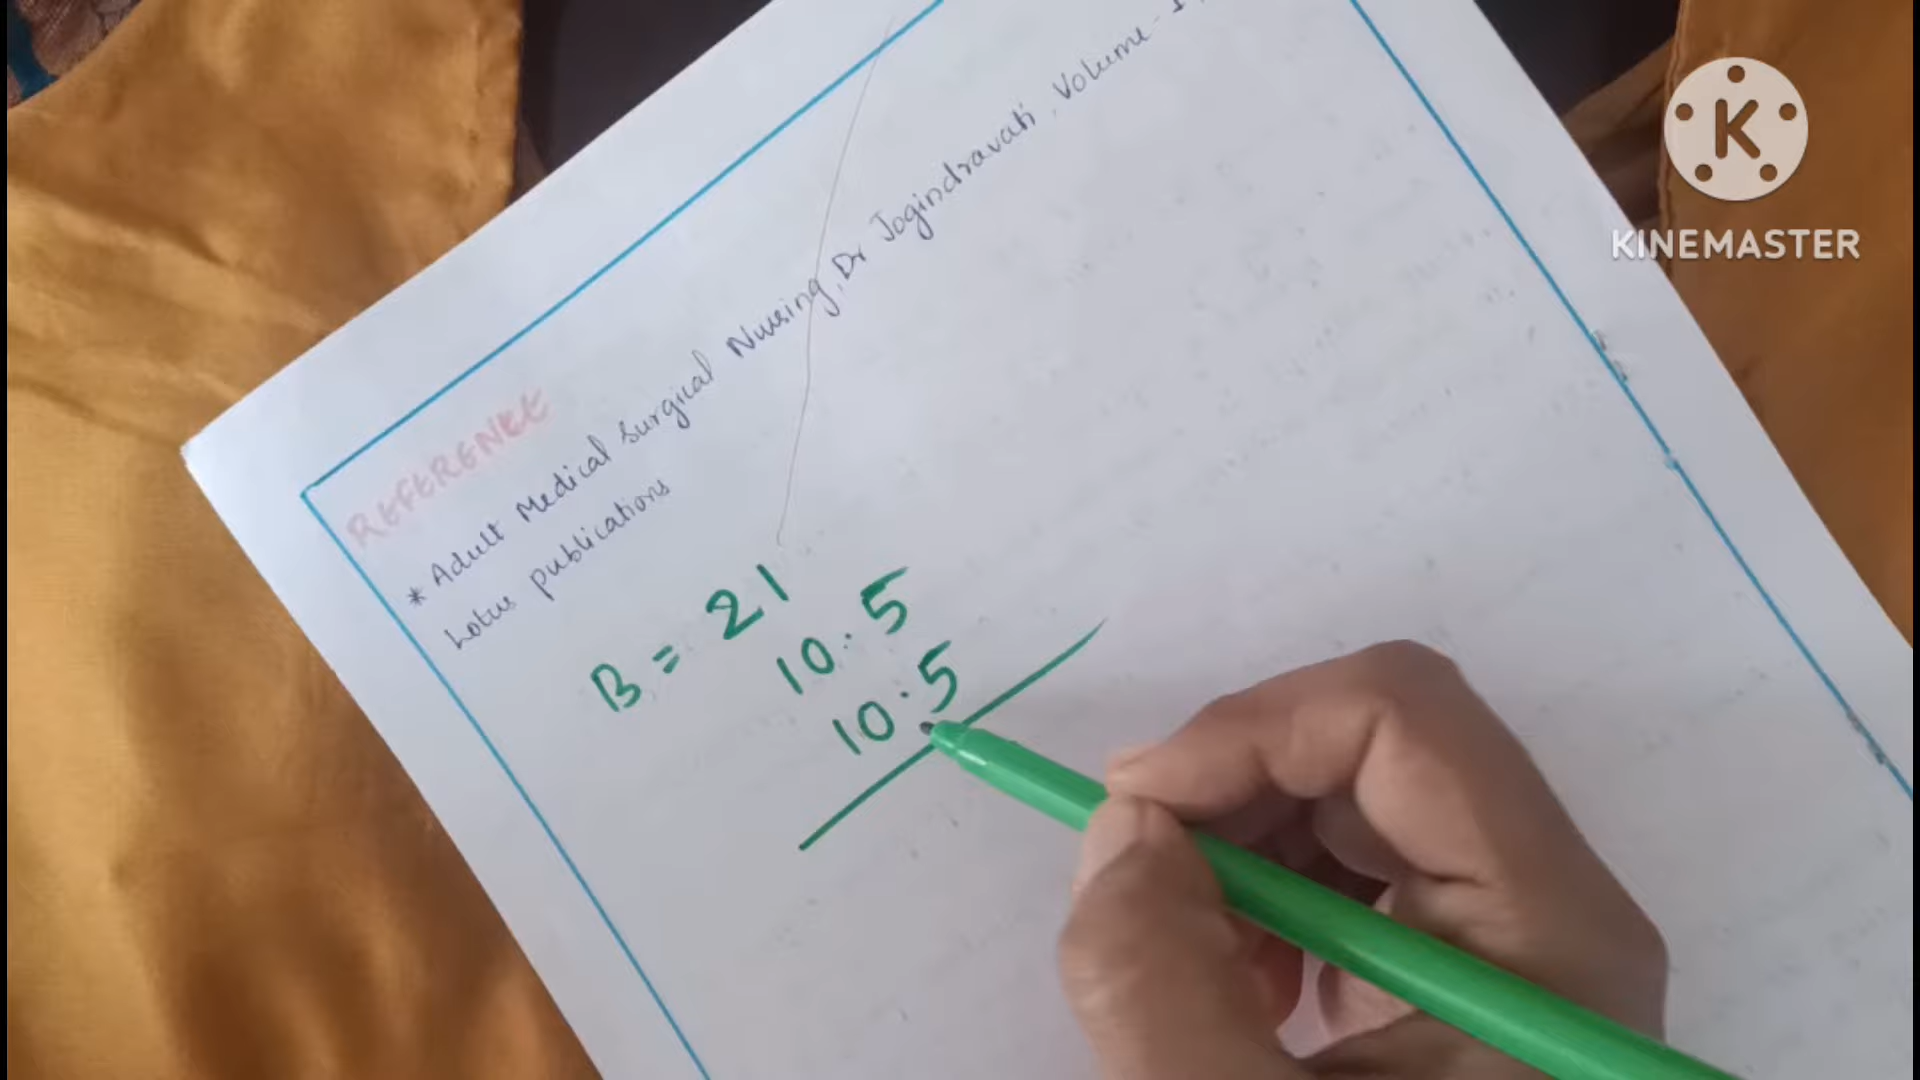 REFERENCE
* Adult Medical Surgical Nursing, Dr Jogindravati, Volume - I,
Lotus publications
B = 21
10.5
10.5
K
KINEMASTER